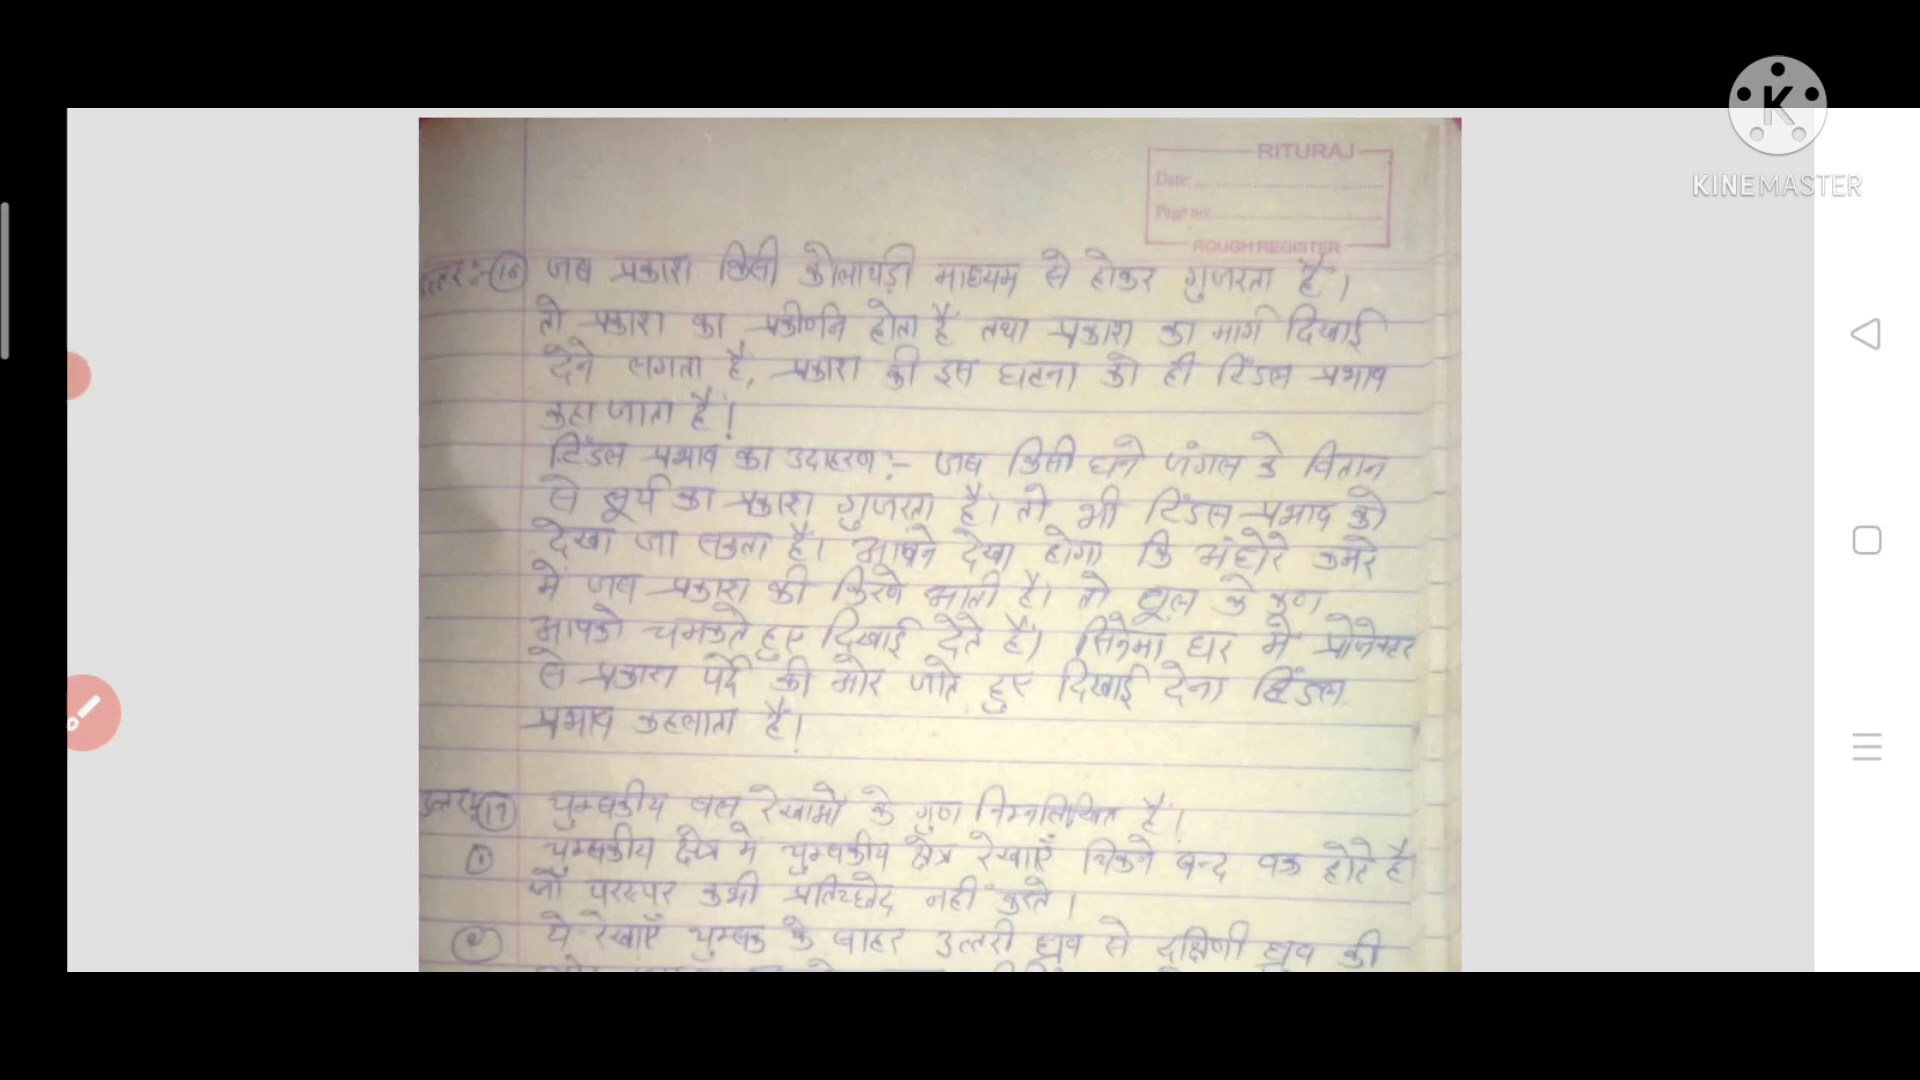 RITURAJ
Date:
Page no:
ROUGH REGISTER
K
KINEMASTER
उत्तर:-(16) जब प्रकाश किसी कोलायड़ी माध्यम से होकर गुजरता है।
तो प्रकाश का प्रकीर्णन होता है तथा प्रकाश का मार्ग दिखाई
देने लगता है, प्रकाश की इस घटना को ही टिंडल प्रभाव
कहा जाता है।
टिंडल प्रभाव का उदाहरण:- जब किसी घने जंगल के वितान
से सूर्य का प्रकाश गुजरता है। तो भी टिंडल प्रभाव को
देखा जा सकता है। आपने देखा होगा कि अंधेरे कमरे
में जब प्रकाश की किरणे आती है। तो धूल के कण
आपको चमकते हुए दिखाई देते हैं। सिनेमा घर में प्रोजेक्टर
से प्रकाश पर्दे की ओर जाते हुए दिखाई देना टिंडल
प्रभाव कहलाता है।
उत्तर (17) चुम्बकीय बल रेखाओं के गुण निम्नलिखित है।
① चुम्बकीय क्षेत्र में चुम्बकीय क्षेत्र रेखाएँ चिकने बन्द वक्र होते है।
जो परस्पर कभी प्रतिच्छेद नहीं करते।
② ये रेखाएँ चुम्बक के बाहर उत्तरी ध्रुव से दक्षिणी ध्रुव की